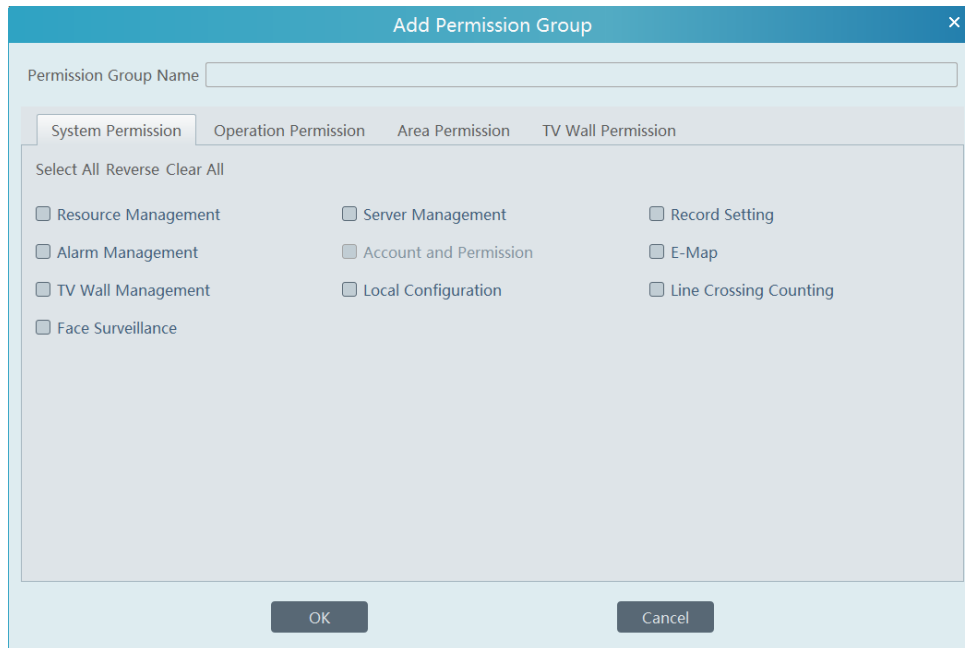 Add Permission Group
Permission Group Name
System Permission Operation Permission Area Permission TV Wall Permission
Select All Reverse Clear All
Resource Management Server Management Record Setting
Alarm Management Account and Permission E-Map
TV Wall Management Local Configuration Line Crossing Counting
Face Surveillance
OK Cancel